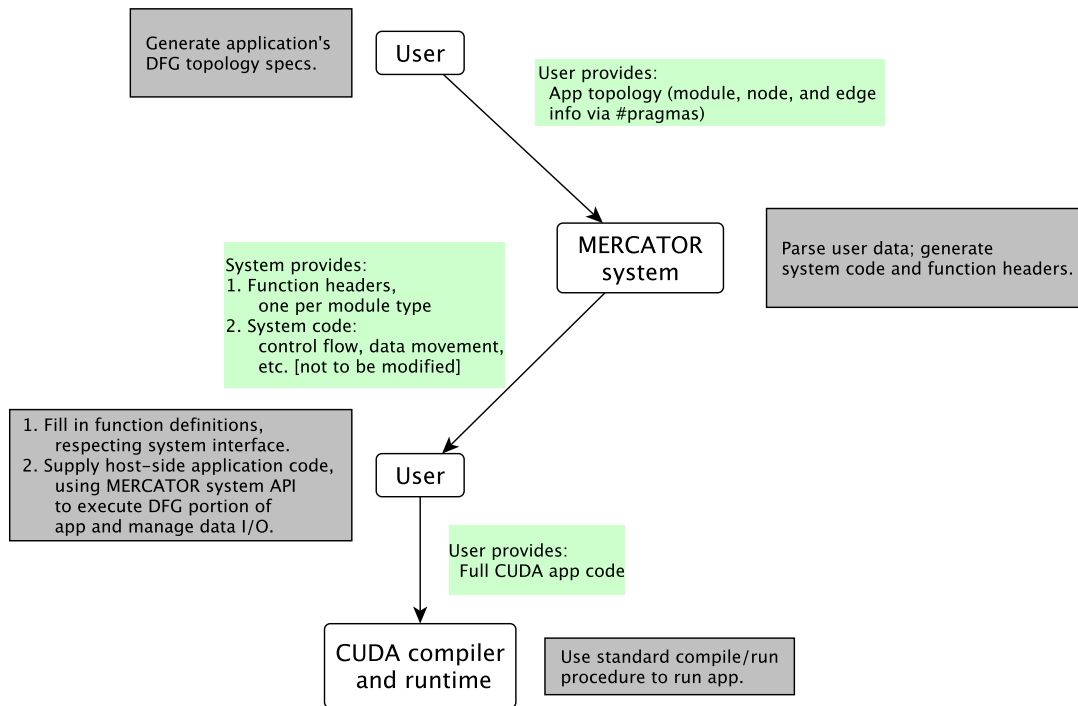 Generate application's
DFG topology specs.
User
User provides:
App topology (module, node, and edge
info via #pragmas)
MERCATOR
system
Parse user data; generate
system code and function headers.
System provides:
1. Function headers,
one per module type
2. System code:
control flow, data movement,
etc. [not to be modified]
1. Fill in function definitions,
respecting system interface.
2. Supply host-side application code,
using MERCATOR system API
to execute DFG portion of
app and manage data I/O.
User
User provides:
Full CUDA app code
CUDA compiler
and runtime
Use standard compile/run
procedure to run app.